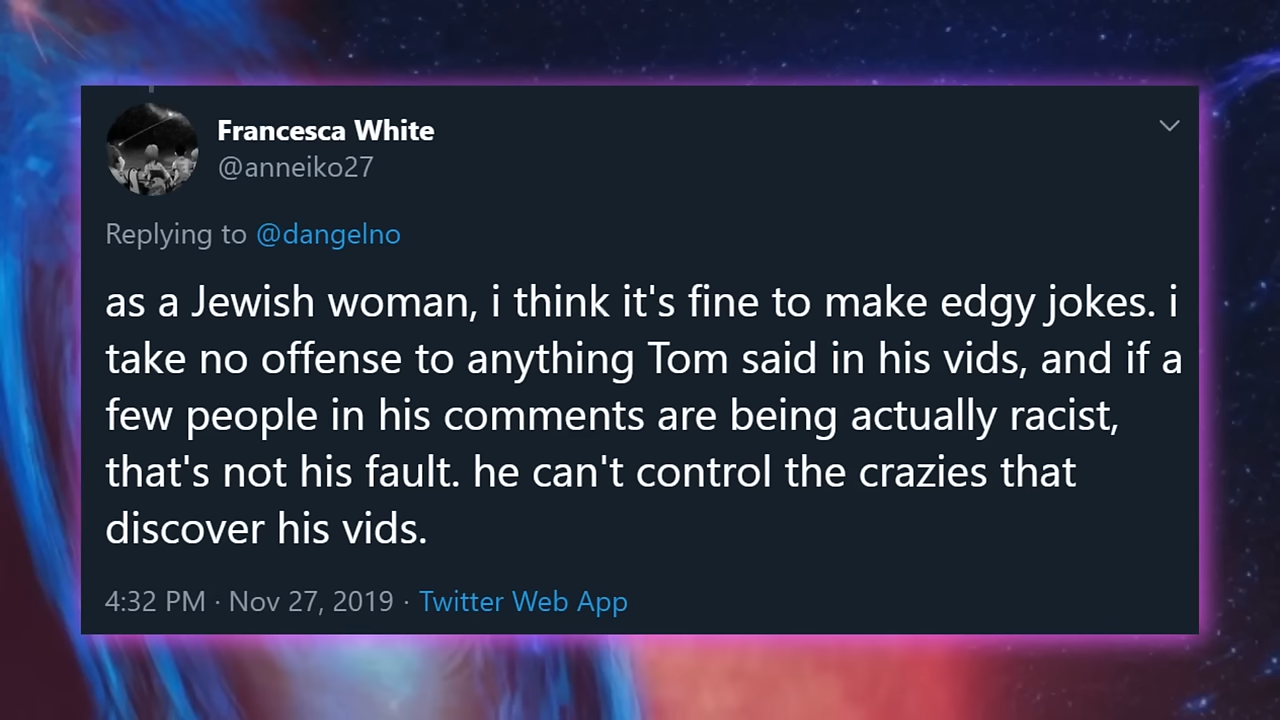 Francesca White
@anneiko27
Replying to @dangelno
as a Jewish woman, i think it's fine to make edgy jokes. i
take no offense to anything Tom said in his vids, and if a
few people in his comments are being actually racist,
that's not his fault. he can't control the crazies that
discover his vids.
4:32 PM · Nov 27, 2019 · Twitter Web App